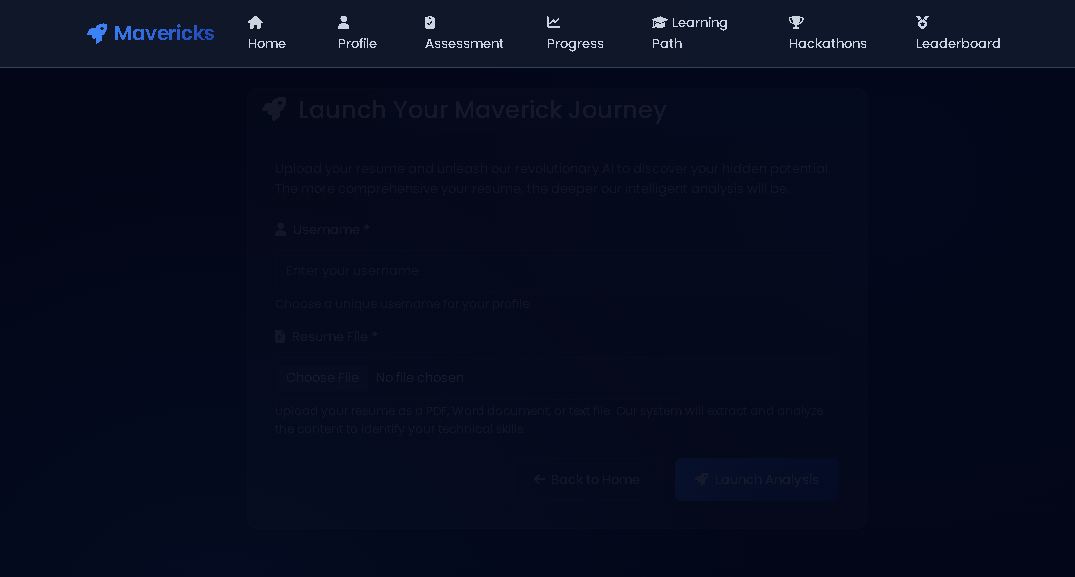 Mavericks
Home
Profile
Assessment
Progress
Learning
Path
Hackathons
Leaderboard
Launch Your Maverick Journey
Upload your resume and unleash our revolutionary AI to discover your hidden potential.
The more comprehensive your resume, the deeper our intelligent analysis will be.
Username *
Enter your username
Choose a unique username for your profile.
Resume File *
Choose File No file chosen
Upload your resume as a PDF, Word document, or text file. Our system will extract and analyze
the content to identify your technical skills.
Back to Home
Launch Analysis